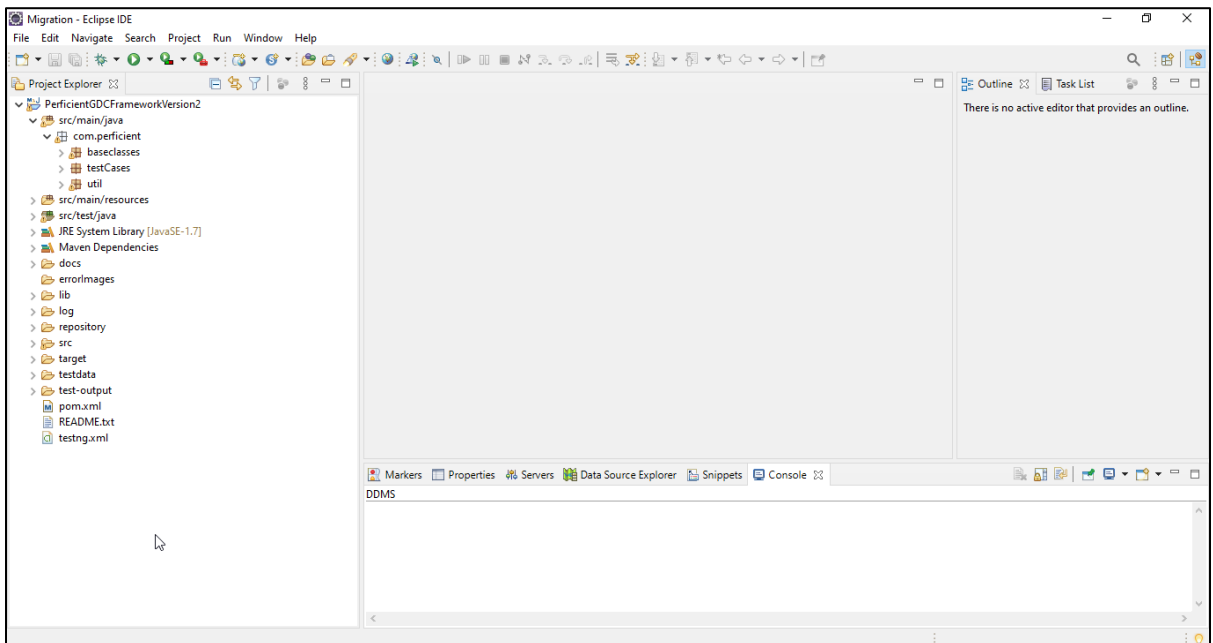 Migration - Eclipse IDE
File Edit Navigate Search Project Run Window Help
Project Explorer
PerficientGDCFrameworkVersion2
src/main/java
com.perficient
baseclasses
testCases
util
src/main/resources
src/test/java
JRE System Library [JavaSE-1.7]
Maven Dependencies
docs
errorImages
lib
log
repository
src
target
testdata
test-output
pom.xml
README.txt
testng.xml
Outline Task List
There is no active editor that provides an outline.
Markers Properties Servers Data Source Explorer Snippets Console
DDMS